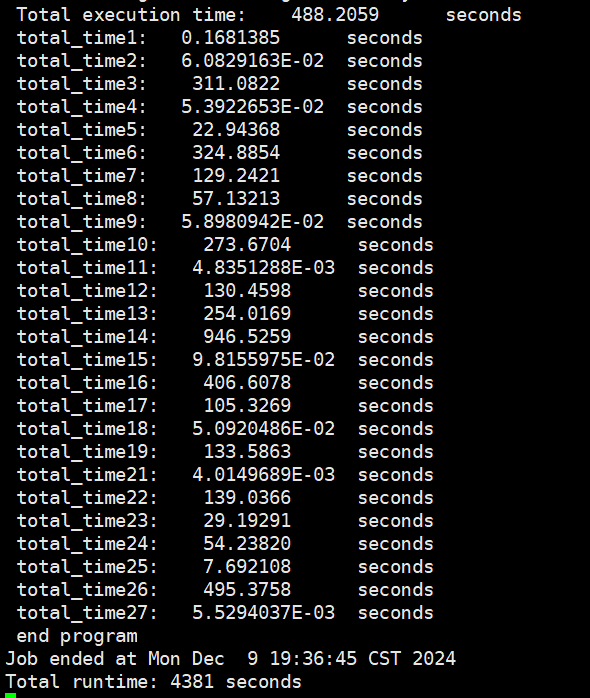 Total execution time: 488.2059 seconds
total_time1: 0.1681385 seconds
total_time2: 6.0829163E-02 seconds
total_time3: 311.0822 seconds
total_time4: 5.3922653E-02 seconds
total_time5: 22.94368 seconds
total_time6: 324.8854 seconds
total_time7: 129.2421 seconds
total_time8: 57.13213 seconds
total_time9: 5.8980942E-02 seconds
total_time10: 273.6704 seconds
total_time11: 4.8351288E-03 seconds
total_time12: 130.4598 seconds
total_time13: 254.0169 seconds
total_time14: 946.5259 seconds
total_time15: 9.8155975E-02 seconds
total_time16: 406.6078 seconds
total_time17: 105.3269 seconds
total_time18: 5.0920486E-02 seconds
total_time19: 133.5863 seconds
total_time21: 4.0149689E-03 seconds
total_time22: 139.0366 seconds
total_time23: 29.19291 seconds
total_time24: 54.23820 seconds
total_time25: 7.692108 seconds
total_time26: 495.3758 seconds
total_time27: 5.5294037E-03 seconds
end program
Job ended at Mon Dec  9 19:36:45 CST 2024
Total runtime: 4381 seconds